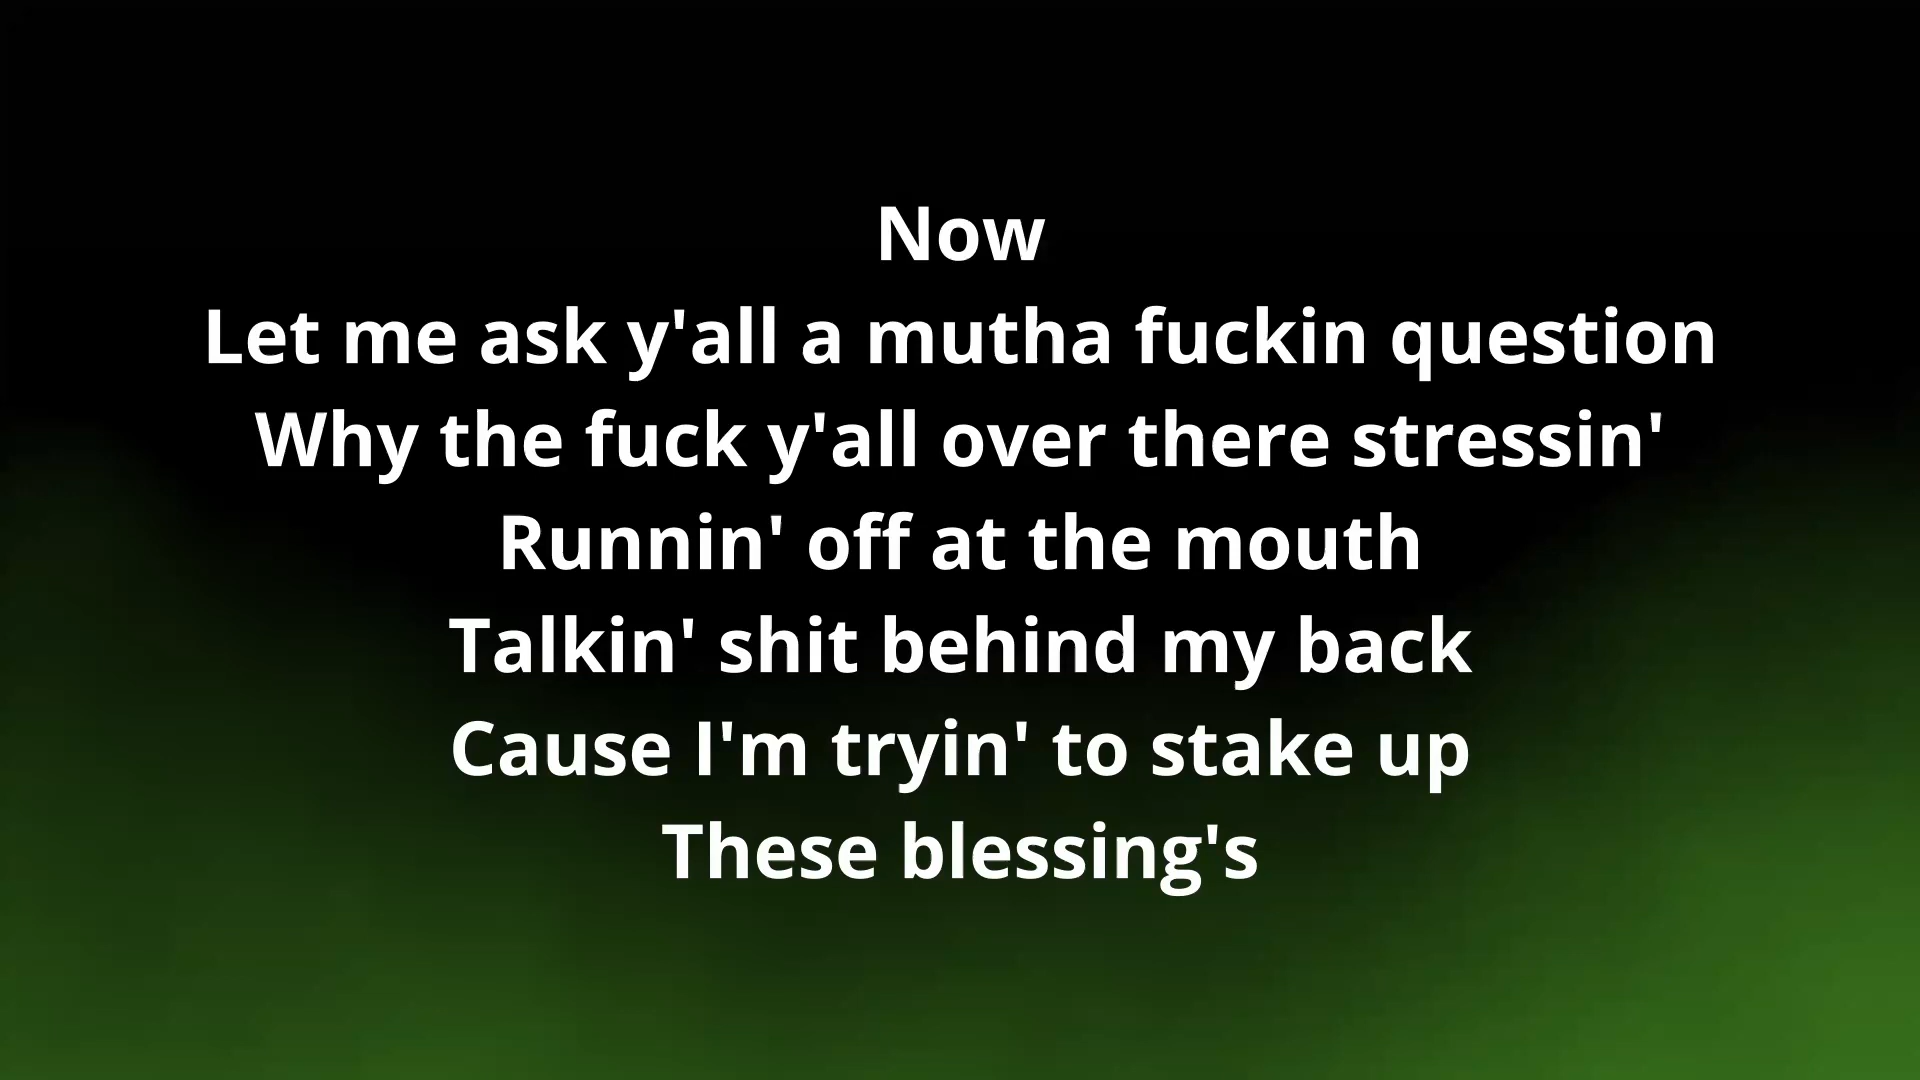 Now
Let me ask y'all a mutha fuckin question
Why the fuck y'all over there stressin'
Runnin' off at the mouth
Talkin' shit behind my back
Cause I'm tryin' to stake up
These blessing's